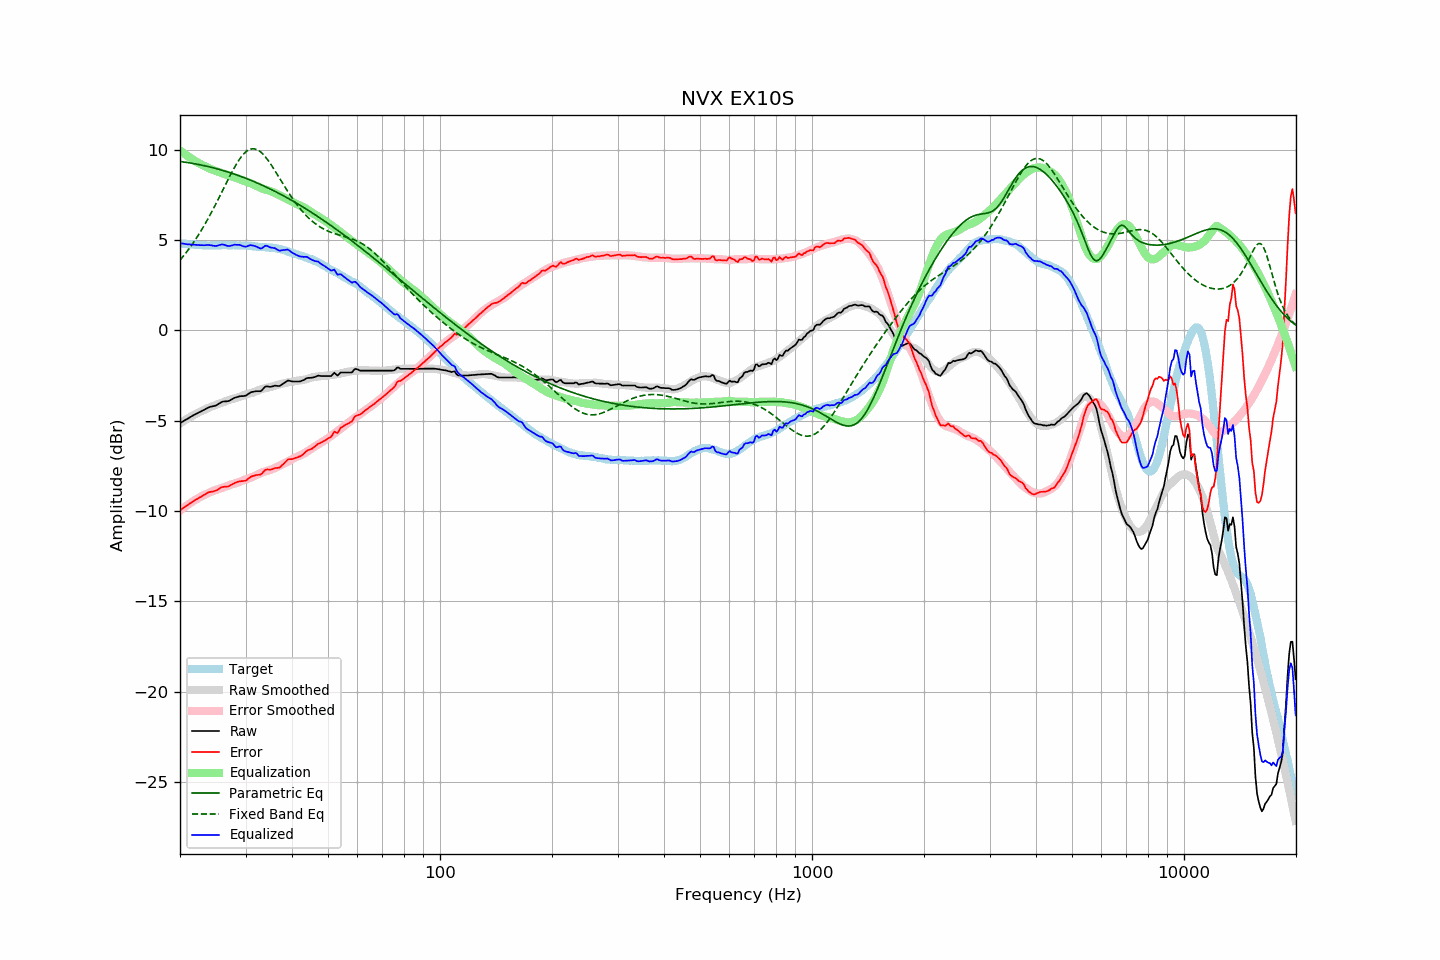 NVX EX10S
10
5
0
−5
−10
−15
−20
−25
Amplitude (dBr)
Target
Raw Smoothed
Error Smoothed
Raw
Error
Equalization
Parametric Eq
Fixed Band Eq
Equalized
100
1000
10000
Frequency (Hz)